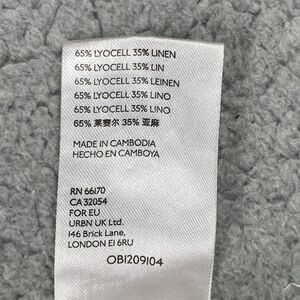 65% LYOCELL 35% LINEN
65% LYOCELL 35% LIN
65% LYOCELL 35% LEINEN
65% LYOCELL 35% LINO
65% LYOCELL 35% LINO
65% 莱赛尔 35% 亚麻
MADE IN CAMBODIA
HECHO EN CAMBOYA
RN 66170
CA 32054
FOR EU
URBN UK Ltd.
146 Brick Lane,
LONDON E1 6RU
OB1209104